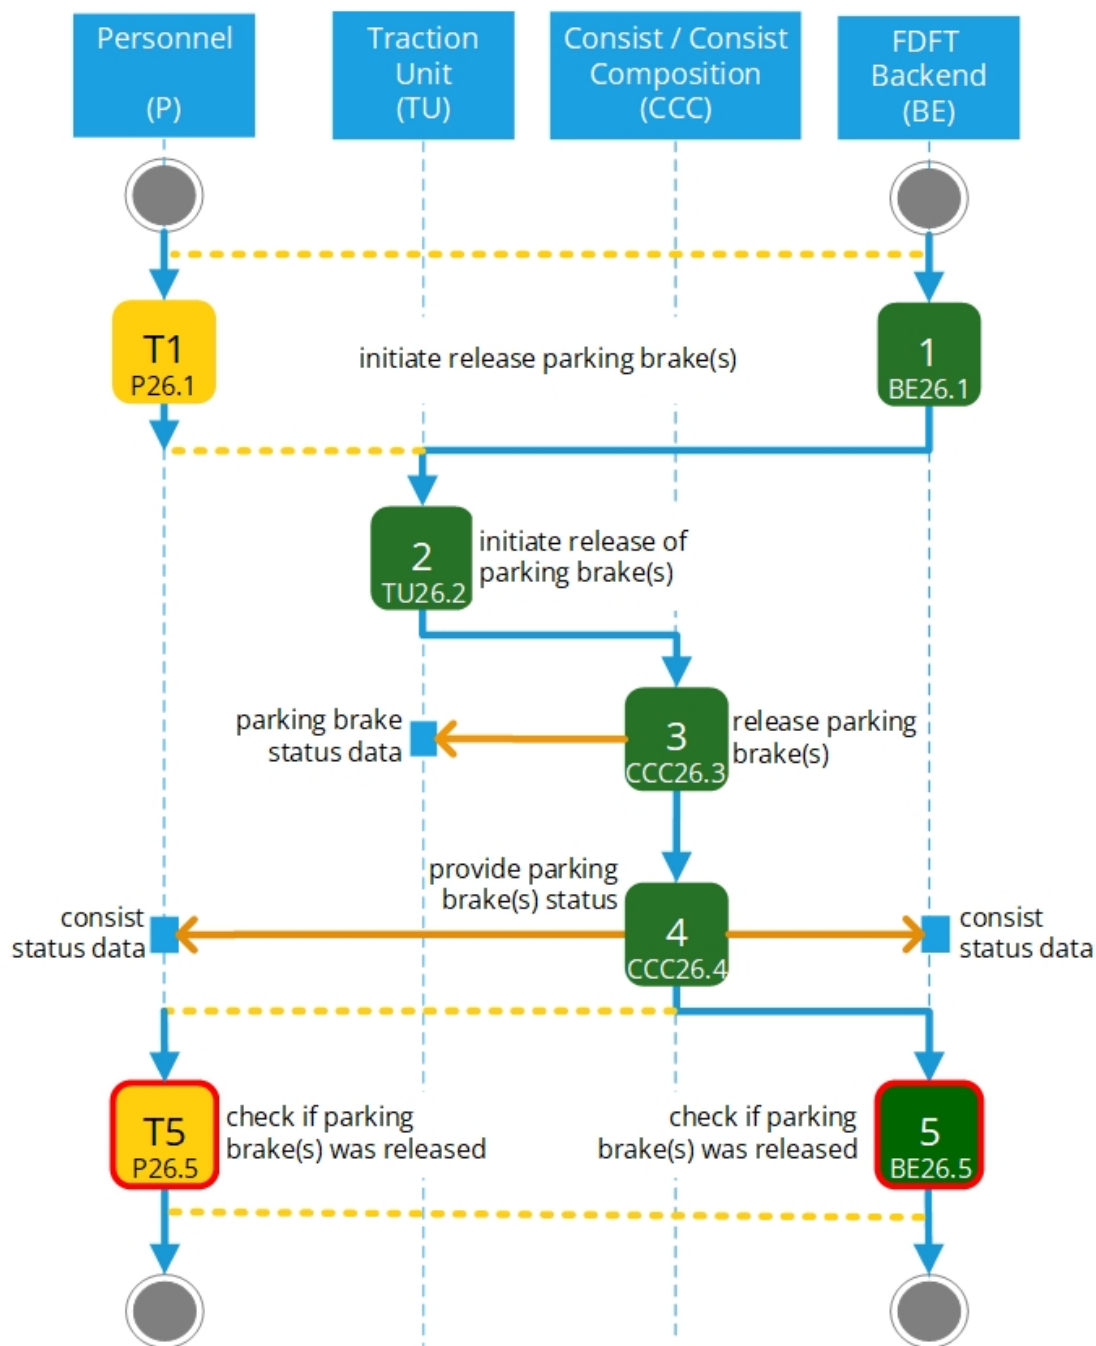 Personnel
(P)
Traction
Unit
(TU)
Consist / Consist
Composition
(CCC)
FDFT
Backend
(BE)
T1
P26.1
initiate release parking brake(s)
1
BE26.1
2
TU26.2
initiate release of
parking brake(s)
parking brake
status data
3
CCC26.3
release parking
brake(s)
provide parking
brake(s) status
consist
status data
4
CCC26.4
consist
status data
T5
P26.5
check if parking
brake(s) was released
check if parking
brake(s) was released
5
BE26.5